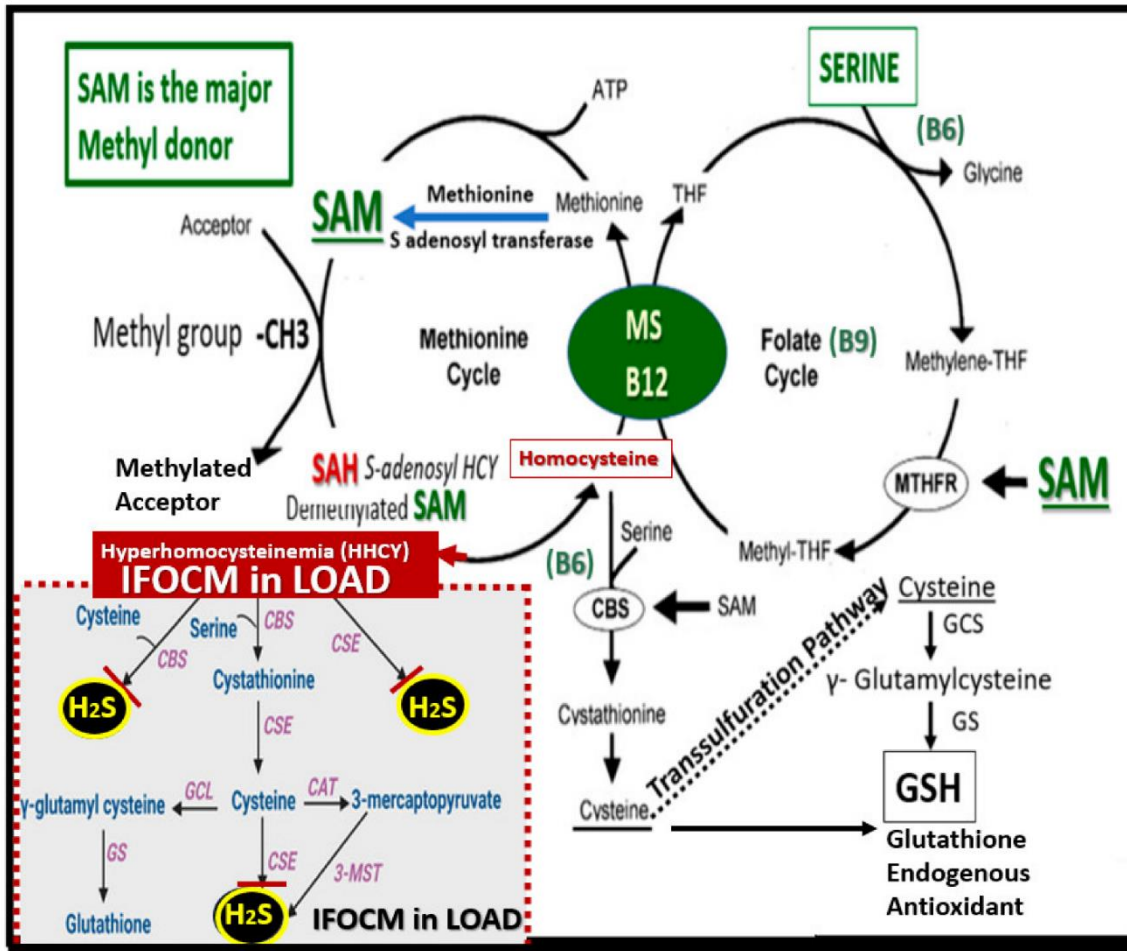 SAM is the major
Methyl donor
ATP
SERINE
(B6)
Glycine
Acceptor
SAM
Methionine
S adenosyl transferase
Methionine
THF
Methyl group -CH3
Methionine
Cycle
MS
B12
Folate (B9)
Cycle
Methylene-THF
Methylated
Acceptor
SAH S-adenosyl HCY
Demethylated SAM
Homocysteine
MTHFR
SAM
Hyperhomocysteinemia (HHCY)
IFOCM in LOAD
Serine
(B6)
Methyl-THF
CBS
SAM
Cystathionine
Cysteine
Transsulfuration Pathway
Cysteine
GCS
γ- Glutamylcysteine
GS
GSH
Glutathione
Endogenous
Antioxidant
Cysteine
CBS
Serine
CBS
CSE
H2S
Cystathionine
H2S
CSE
γ-glutamyl cysteine
GCL
Cysteine
CAT
3-mercaptopyruvate
GS
CSE
3-MST
Glutathione
H2S
IFOCM in LOAD